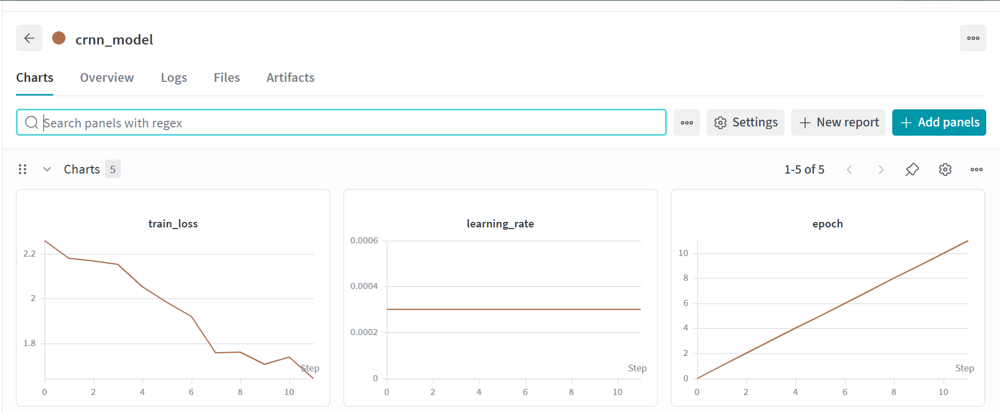 crnn_model
Charts Overview Logs Files Artifacts
Search panels with regex Settings New report Add panels
Charts 5 1-5 of 5
train_loss
2.2
2
1.8
Step
0 2 4 6 8 10
learning_rate
0.0006
0.0004
0.0002
0
Step
0 2 4 6 8 10
epoch
10
8
6
4
2
0
Step
0 2 4 6 8 10